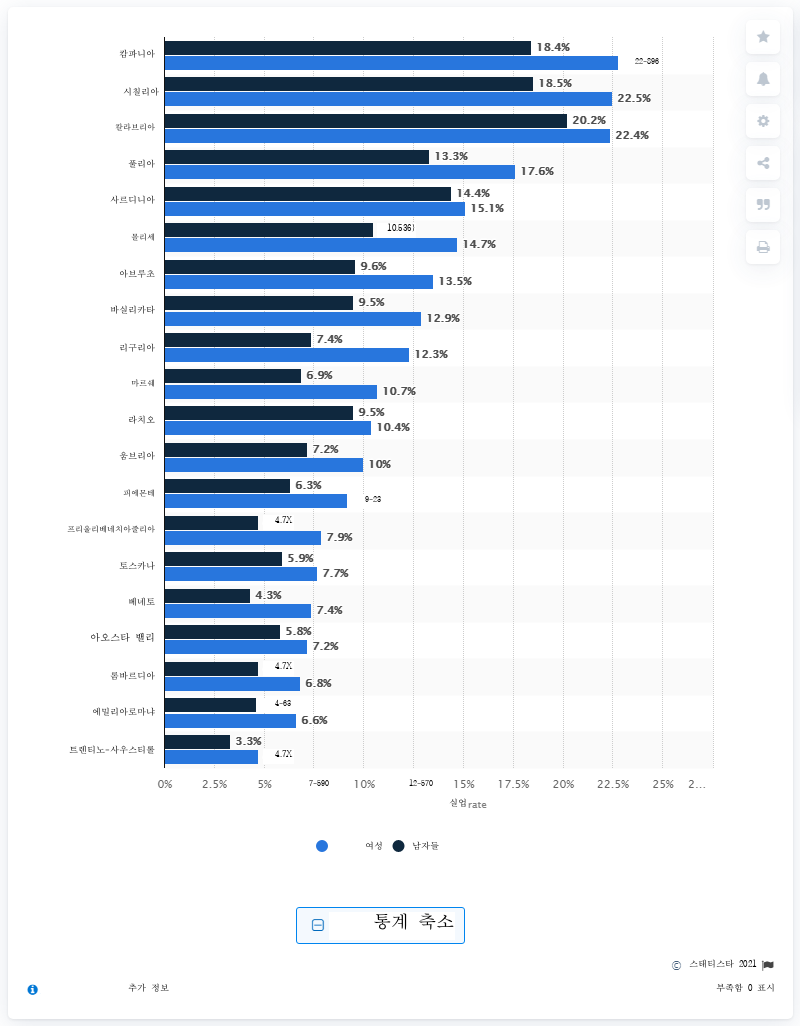 캄파니아
18.4%
22-896
시칠리아
18.5%
22.5%
칼라브리아
20.2%
22.4%
풀리아
13.3%
17.6%
사르디니아
14.4%
15.1%
몰리세
14.7%
아브루초
9.6%
13.5%
바실리카타
9.5%
12.9%
리구리아
7.4%
12.3%
마르쉐
6.9%
10.7%
라치오
9.5%
10.4%
움브리아
7.2%
10%
피에몬테
6.3%
9-23
프리울리베네치아줄리아
4.7X
7.9%
토스카나
5.9%
7.7%
베네토
4.3%
7.4%
아오스타 밸리
5.8%
7.2%
롬바르디아
4.7X
6.8%
에밀리아로마냐
4-63
6.6%
트렌티노-사우스티롤
3.3%
4.7X
0% 2.5% 5% 7-590 10% 12-570 15% 17.5% 20% 22.5% 25% 2...
실업rate
여성 남자들
통계 축소
© 스태티스타 2021
추가 정보 부족함 0 표시